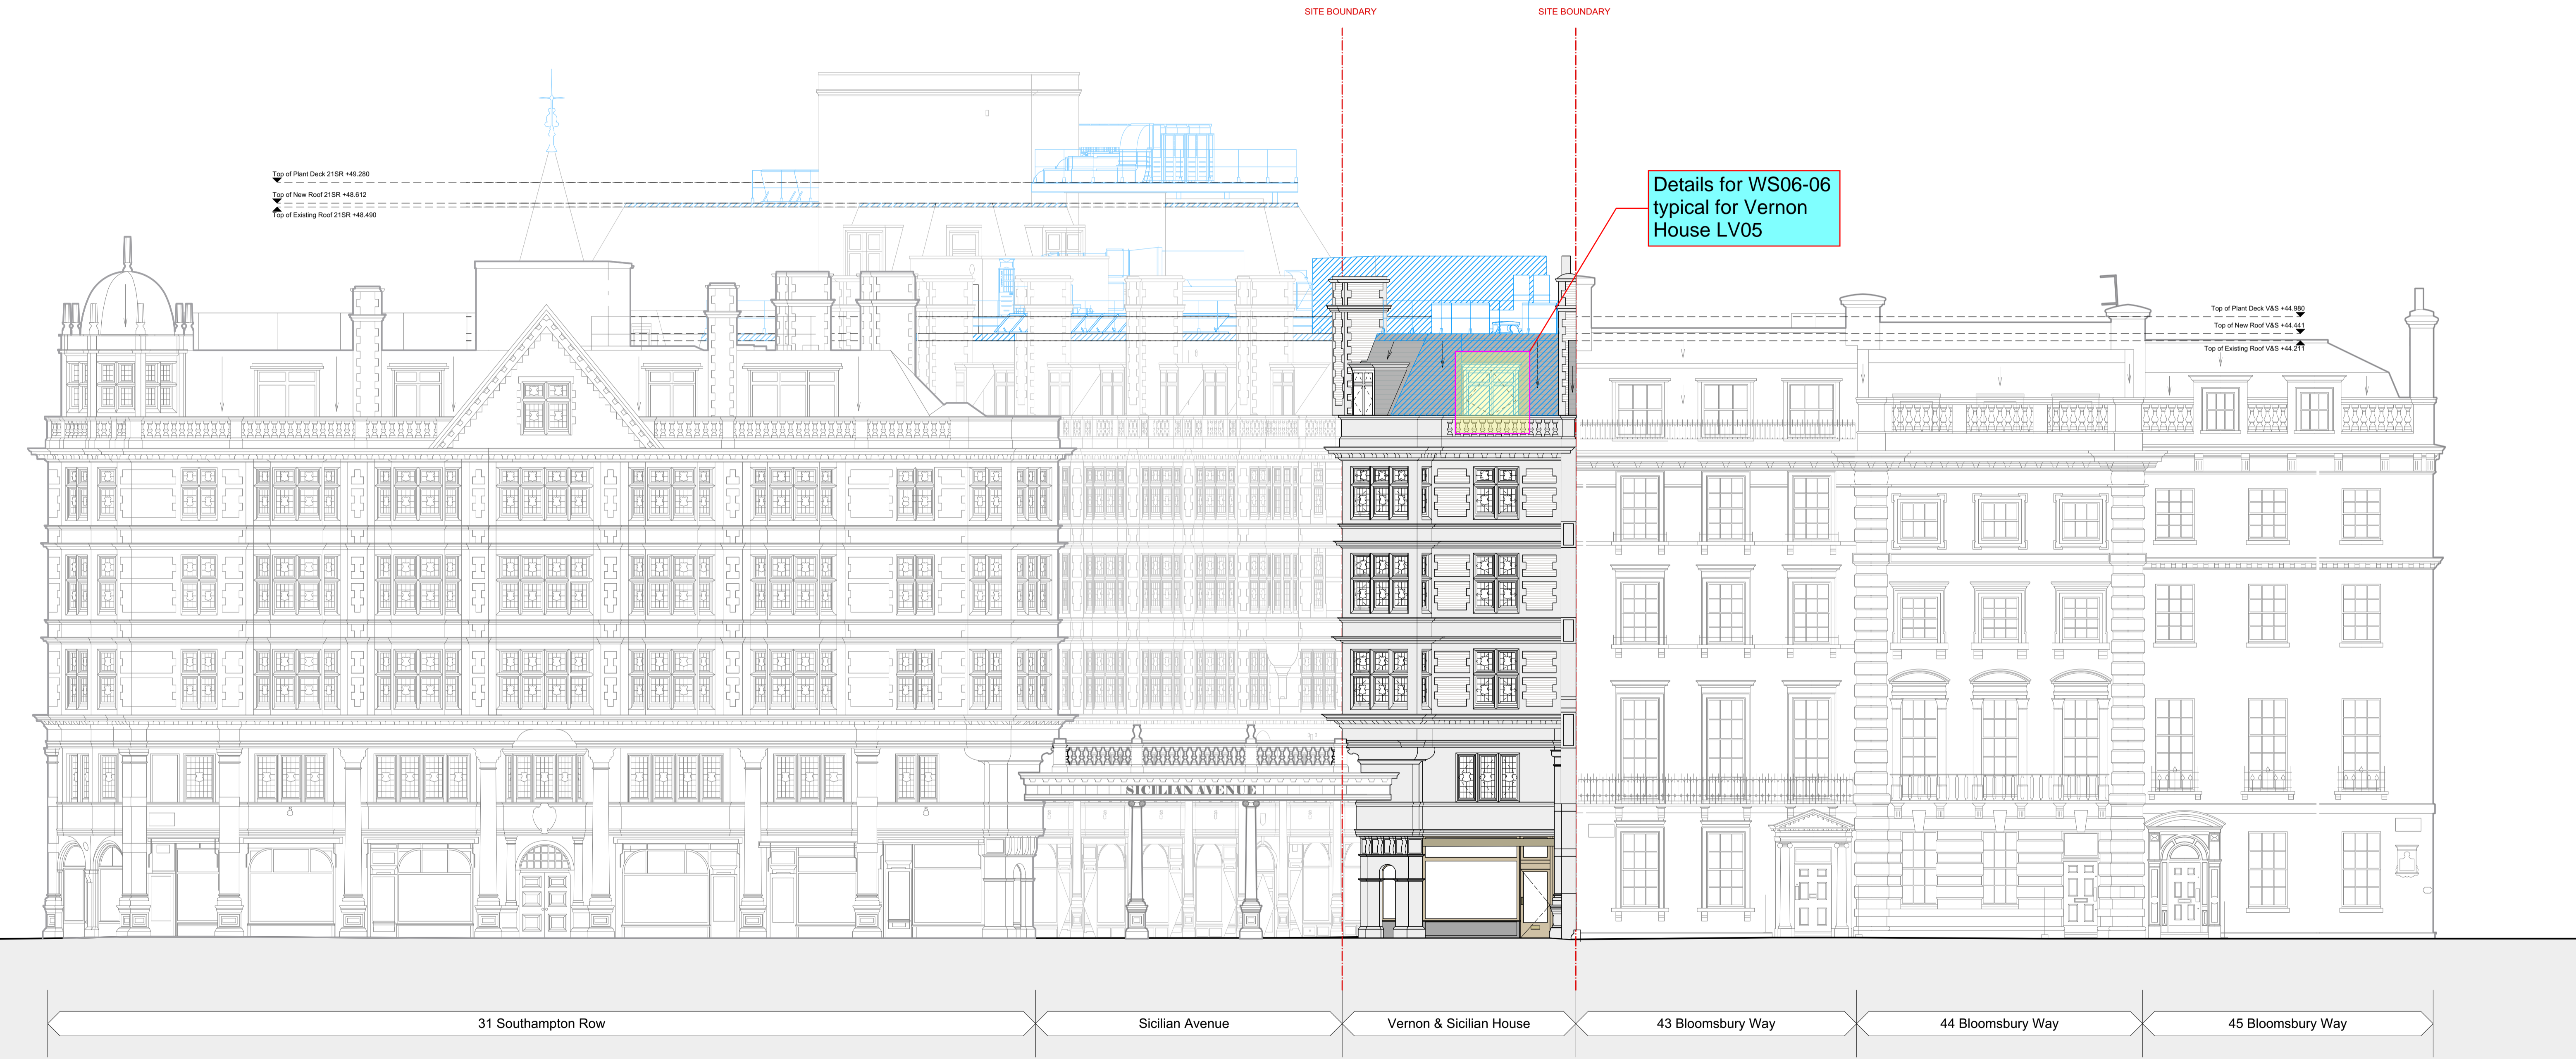 SITE BOUNDARY
SITE BOUNDARY
Top of Plant Deck 21SR +49.280
Top of New Roof 21SR +48.612
Top of Existing Roof 21SR +48.490
Details for WS06-06
typical for Vernon
House LV05
Top of Plant Deck V&S +44.980
Top of New Roof V&S +44.441
Top of Existing Roof V&S +44.211
SICILIAN AVENUE
31 Southampton Row
Sicilian Avenue
Vernon & Sicilian House
43 Bloomsbury Way
44 Bloomsbury Way
45 Bloomsbury Way